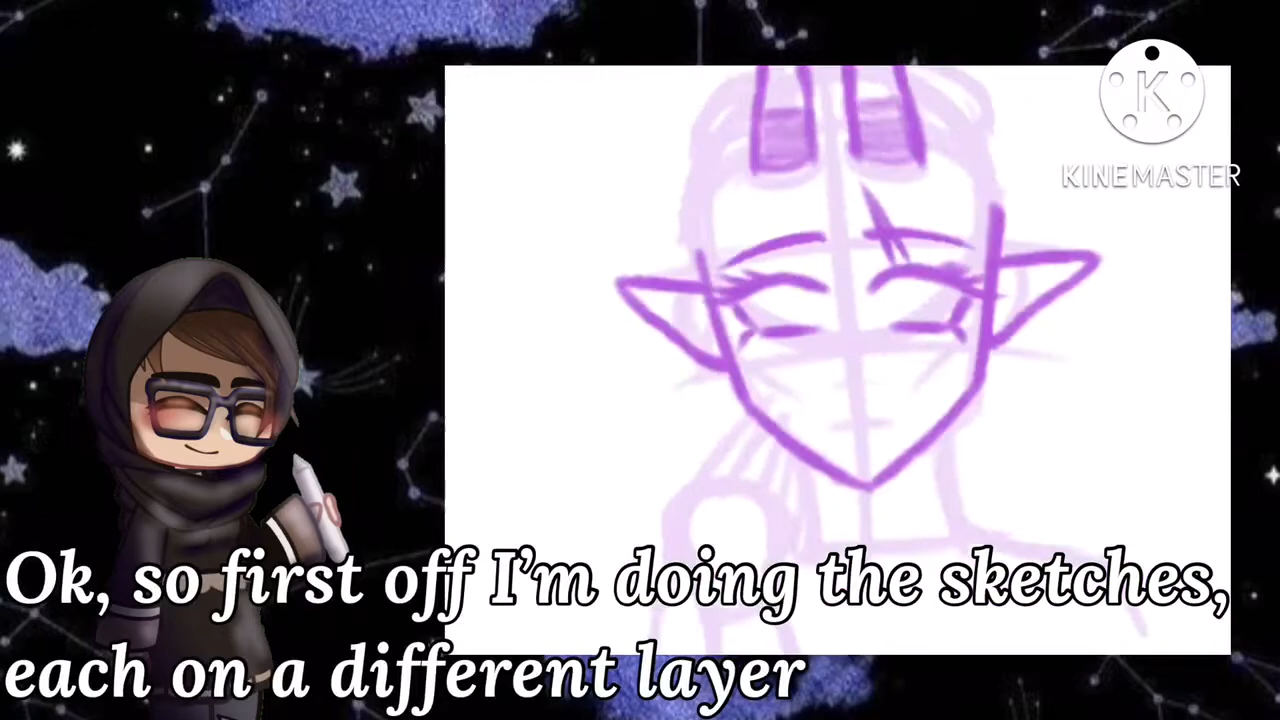 K
KINEMASTER
Ok, so first off I'm doing the sketches,
each on a different layer